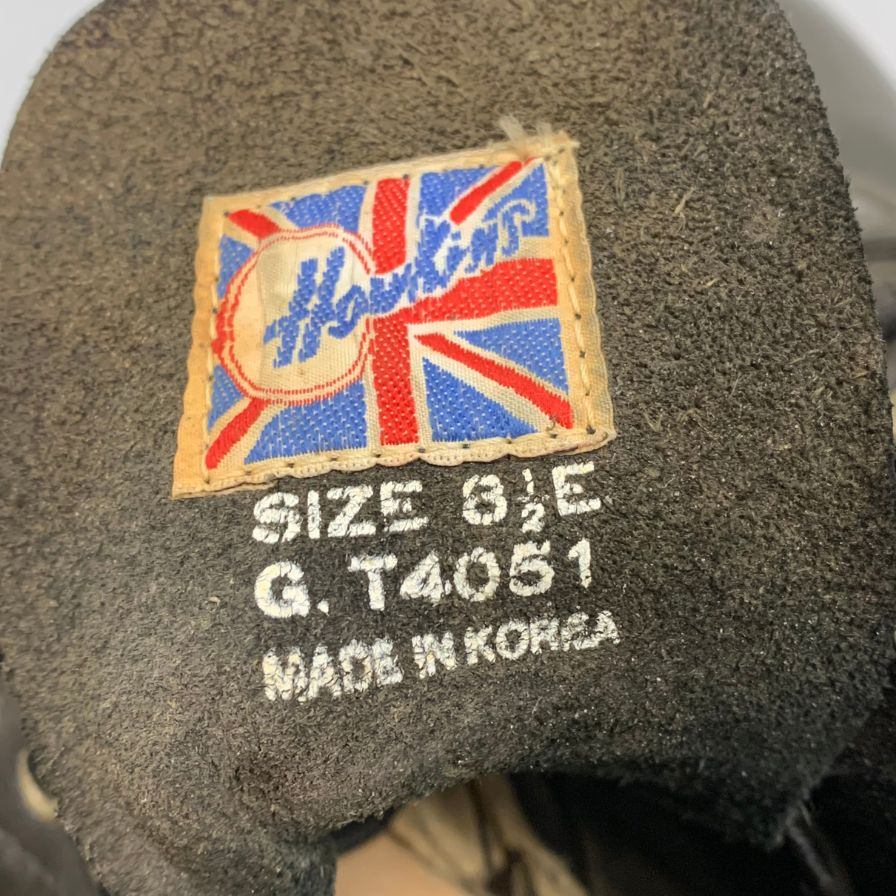 Hawkins
SIZE 8½E
G. T4051
MADE IN KOREA